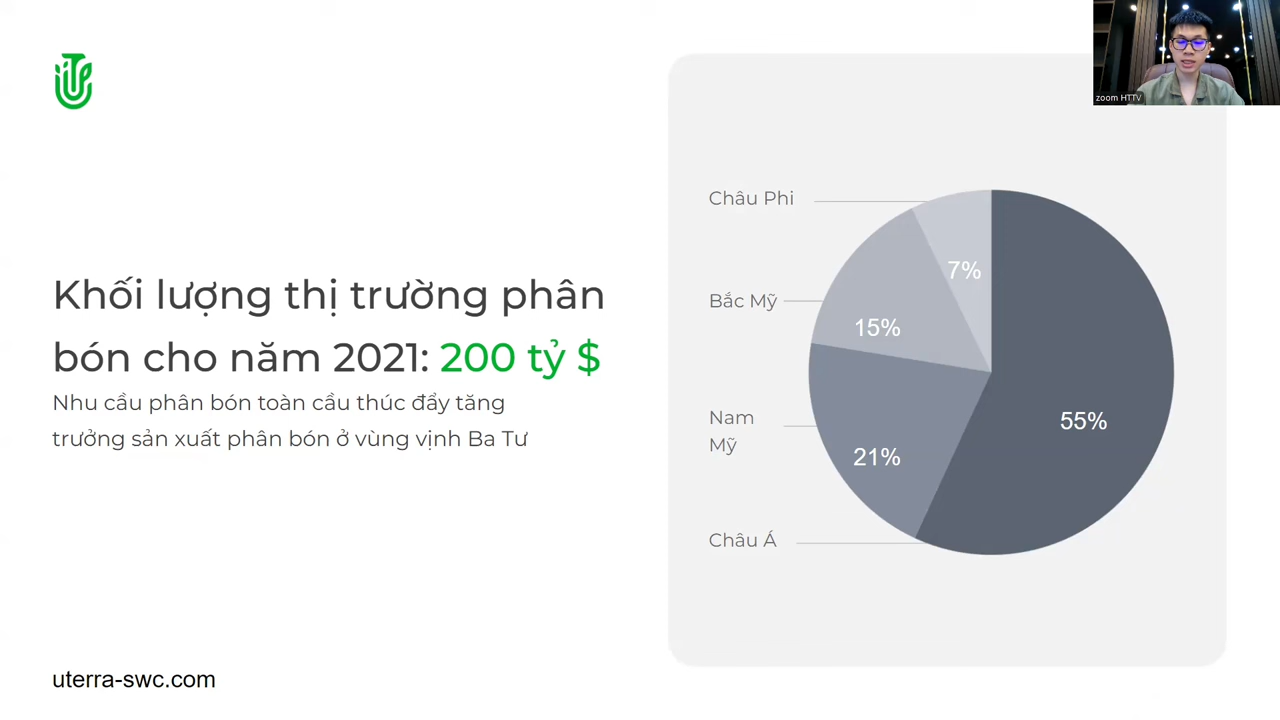 zoom HTTV
Khối lượng thị trường phân
bón cho năm 2021: 200 tỷ $
Nhu cầu phân bón toàn cầu thúc đẩy tăng
trưởng sản xuất phân bón ở vùng vịnh Ba Tư
Châu Phi
7%
Bắc Mỹ
15%
Nam
Mỹ
21%
55%
Châu Á
uterra-swc.com